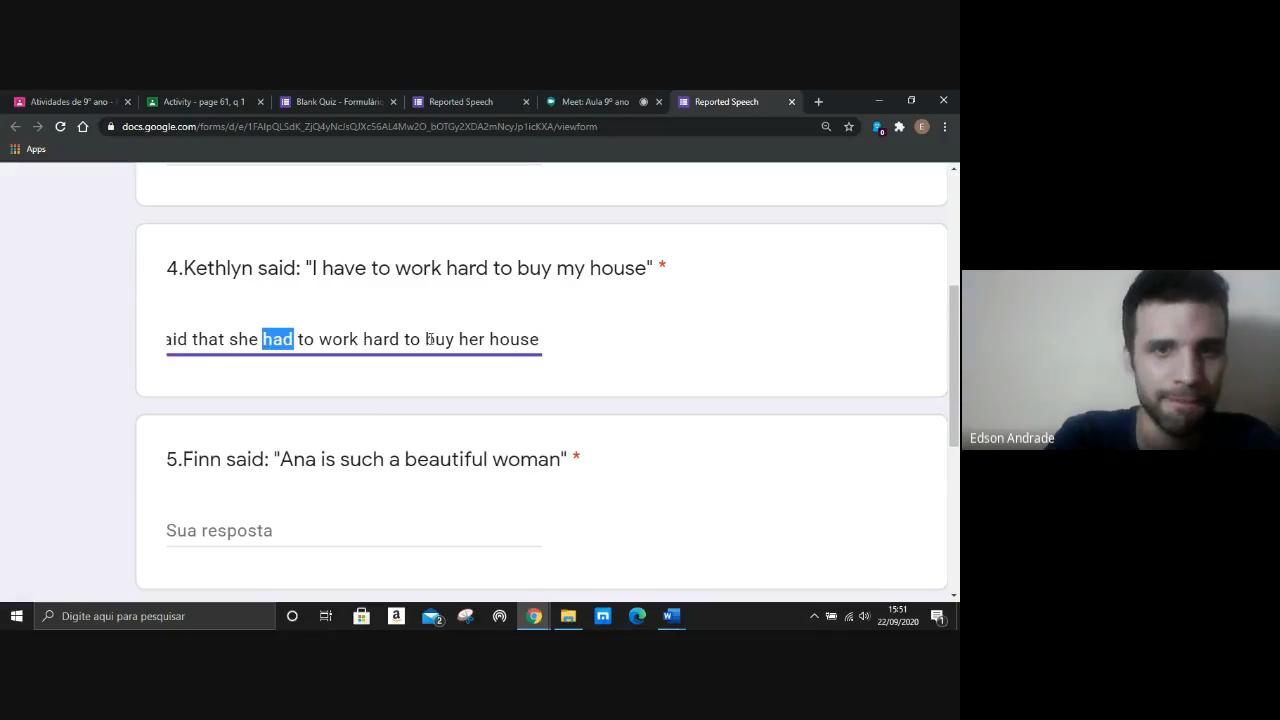 Atividades de 9° ano -
Activity - page 61, q 1
Blank Quiz - Formulário
Reported Speech
Meet: Aula 9º ano
Reported Speech
docs.google.com/forms/d/e/1FAIpQLSdK_ZjQ4yNcJsQJXc56AL4Mw2O_bOTGy2XDA2mNcyJp1icKXA/viewform
Apps
4.Kethlyn said: "I have to work hard to buy my house" *
aid that she had to work hard to buy her house
5.Finn said: "Ana is such a beautiful woman" *
Sua resposta
Edson Andrade
Digite aqui para pesquisar
15:51
22/09/2020